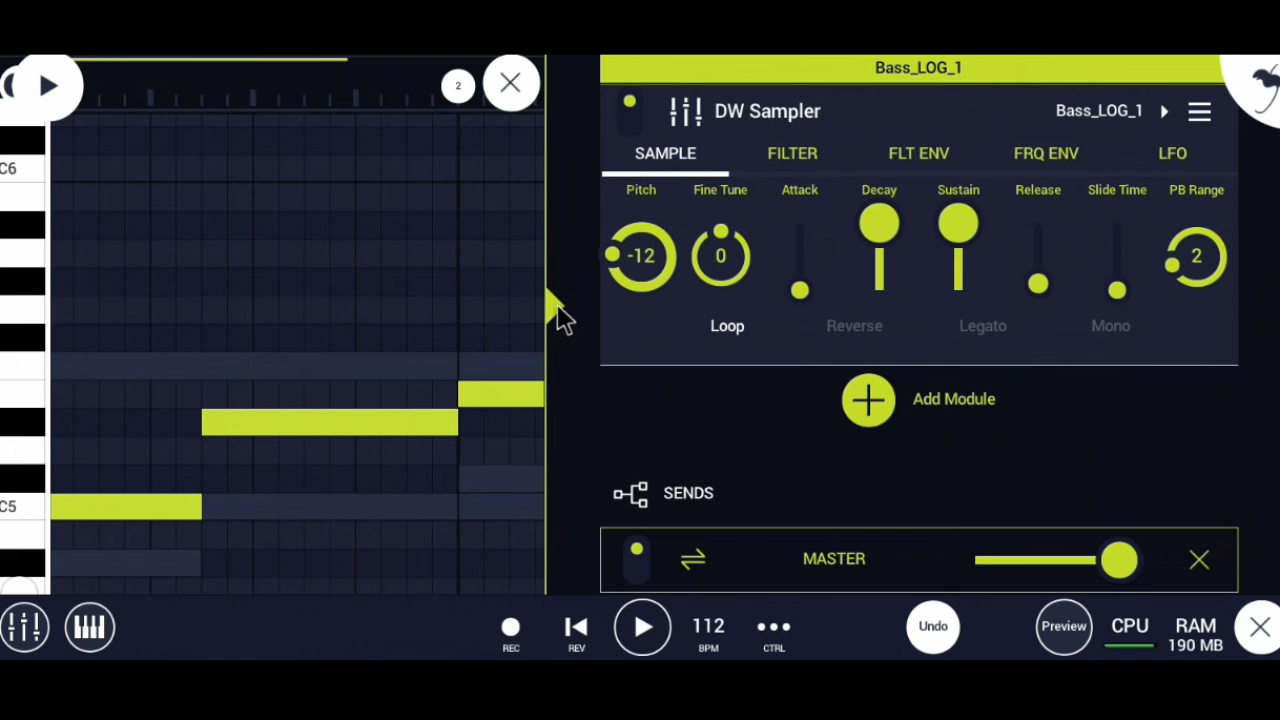 Bass_LOG_1
2
DW Sampler
Bass_LOG_1
SAMPLE
FILTER
FLT ENV
FRQ ENV
LFO
C6
Pitch
Fine Tune
Attack
Decay
Sustain
Release
Slide Time
PB Range
-12
0
2
Loop
Reverse
Legato
Mono
Add Module
SENDS
C5
MASTER
REC
REV
112
BPM
CTRL
Undo
Preview
CPU
RAM
190 MB